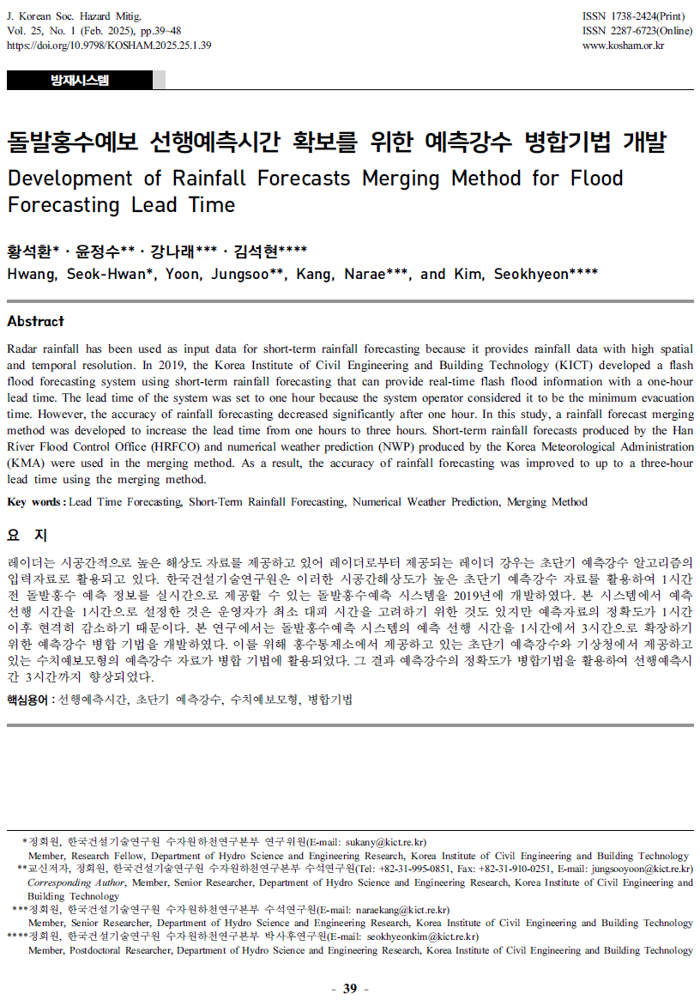 J. Korean Soc. Hazard Mitig.
Vol. 25, No. 1 (Feb. 2025), pp.39~48
https://doi.org/10.9798/KOSHAM.2025.25.1.39
ISSN 1738-2424(Print)
ISSN 2287-6723(Online)
www.kosham.or.kr
방재시스템
돌발홍수예보 선행예측시간 확보를 위한 예측강수 병합기법 개발
Development of Rainfall Forecasts Merging Method for Flood
Forecasting Lead Time
황석환* · 윤정수** · 강나래*** · 김석현****
Hwang, Seok-Hwan*, Yoon, Jungsoo**, Kang, Narae***, and Kim, Seokhyeon****
Abstract
Radar rainfall has been used as input data for short-term rainfall forecasting because it provides rainfall data with high spatial
and temporal resolution. In 2019, the Korea Institute of Civil Engineering and Building Technology (KICT) developed a flash
flood forecasting system using short-term rainfall forecasting that can provide real-time flash flood information with a one-hour
lead time. The lead time of the system was set to one hour because the system operator considered it to be the minimum evacuation
time. However, the accuracy of rainfall forecasting decreased significantly after one hour. In this study, a rainfall forecast merging
method was developed to increase the lead time from one hours to three hours. Short-term rainfall forecasts produced by the Han
River Flood Control Office (HRFCO) and numerical weather prediction (NWP) produced by the Korea Meteorological Administration
(KMA) were used in the merging method. As a result, the accuracy of rainfall forecasting was improved to up to a three-hour
lead time using the merging method.
Key words : Lead Time Forecasting, Short-Term Rainfall Forecasting, Numerical Weather Prediction, Merging Method
요 지
레이더는 시공간적으로 높은 해상도 자료를 제공하고 있어 레이더로부터 제공되는 레이더 강우는 초단기 예측강수 알고리즘의
입력자료로 활용되고 있다. 한국건설기술연구원은 이러한 시공간해상도가 높은 초단기 예측강수 자료를 활용하여 1시간
전 돌발홍수 예측 정보를 실시간으로 제공할 수 있는 돌발홍수예측 시스템을 2019년에 개발하였다. 본 시스템에서 예측
선행 시간을 1시간으로 설정한 것은 운영자가 최소 대피 시간을 고려하기 위한 것도 있지만 예측자료의 정확도가 1시간
이후 현격히 감소하기 때문이다. 본 연구에서는 돌발홍수예측 시스템의 예측 선행 시간을 1시간에서 3시간으로 확장하기
위한 예측강수 병합 기법을 개발하였다. 이를 위해 홍수통제소에서 제공하고 있는 초단기 예측강수와 기상청에서 제공하고
있는 수치예보모형의 예측강수 자료가 병합 기법에 활용되었다. 그 결과 예측강수의 정확도가 병합기법을 활용하여 선행예측시
간 3시간까지 향상되었다.
핵심용어 : 선행예측시간, 초단기 예측강수, 수치예보모형, 병합기법
*정회원, 한국건설기술연구원 수자원하천연구본부 연구위원(E-mail: sukany@kict.re.kr)
Member, Research Fellow, Department of Hydro Science and Engineering Research, Korea Institute of Civil Engineering and Building Technology
**교신저자, 정회원, 한국건설기술연구원 수자원하천연구본부 수석연구원(Tel: +82-31-995-0851, Fax: +82-31-910-0251, E-mail: jungsooyoon@kict.re.kr)
Corresponding Author, Member, Senior Researcher, Department of Hydro Science and Engineering Research, Korea Institute of Civil Engineering and
Building Technology
***정회원, 한국건설기술연구원 수자원하천연구본부 수석연구원(E-mail: naraekang@kict.re.kr)
Member, Senior Researcher, Department of Hydro Science and Engineering Research, Korea Institute of Civil Engineering and Building Technology
****정회원, 한국건설기술연구원 수자원하천연구본부 박사후연구원(E-mail: seokhyeonkim@kict.re.kr)
Member, Postdoctoral Researcher, Department of Hydro Science and Engineering Research, Korea Institute of Civil Engineering and Building Technology
- 39 -